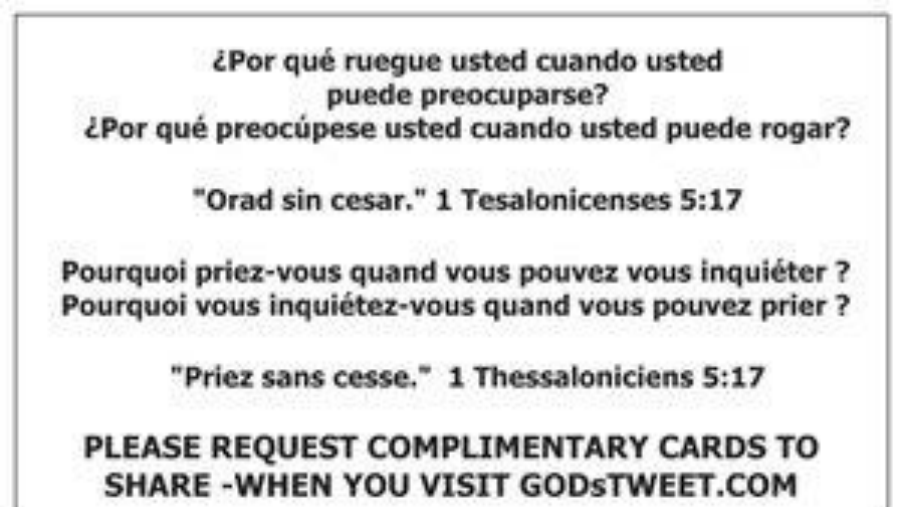 ¿Por qué ruegue usted cuando usted
puede preocuparse?
¿Por qué preocúpese usted cuando usted puede rogar?
"Orad sin cesar." 1 Tesalonicenses 5:17
Pourquoi priez-vous quand vous pouvez vous inquiéter ?
Pourquoi vous inquiétez-vous quand vous pouvez prier ?
"Priez sans cesse." 1 Thessaloniciens 5:17
PLEASE REQUEST COMPLIMENTARY CARDS TO
SHARE -WHEN YOU VISIT GODsTWEET.COM